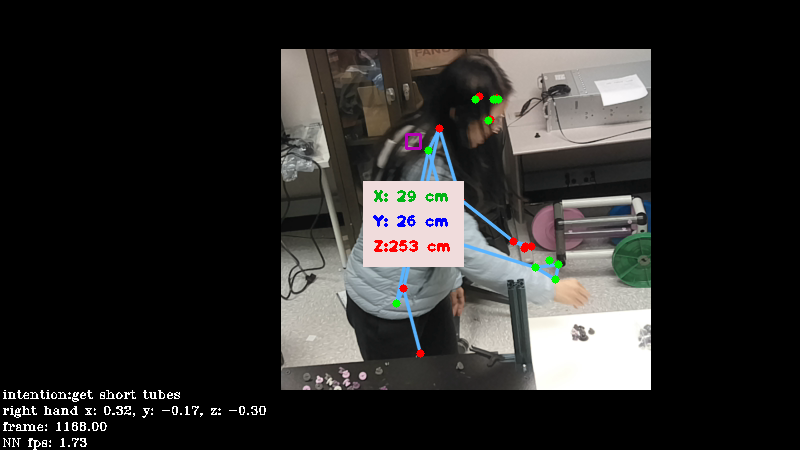 FANC
X: 29 cm
Y: 26 cm
Z:253 cm
intention:get short tubes
right hand x: 0.32, y: -0.17, z: -0.30
frame: 1168.00
NN fps: 1.73